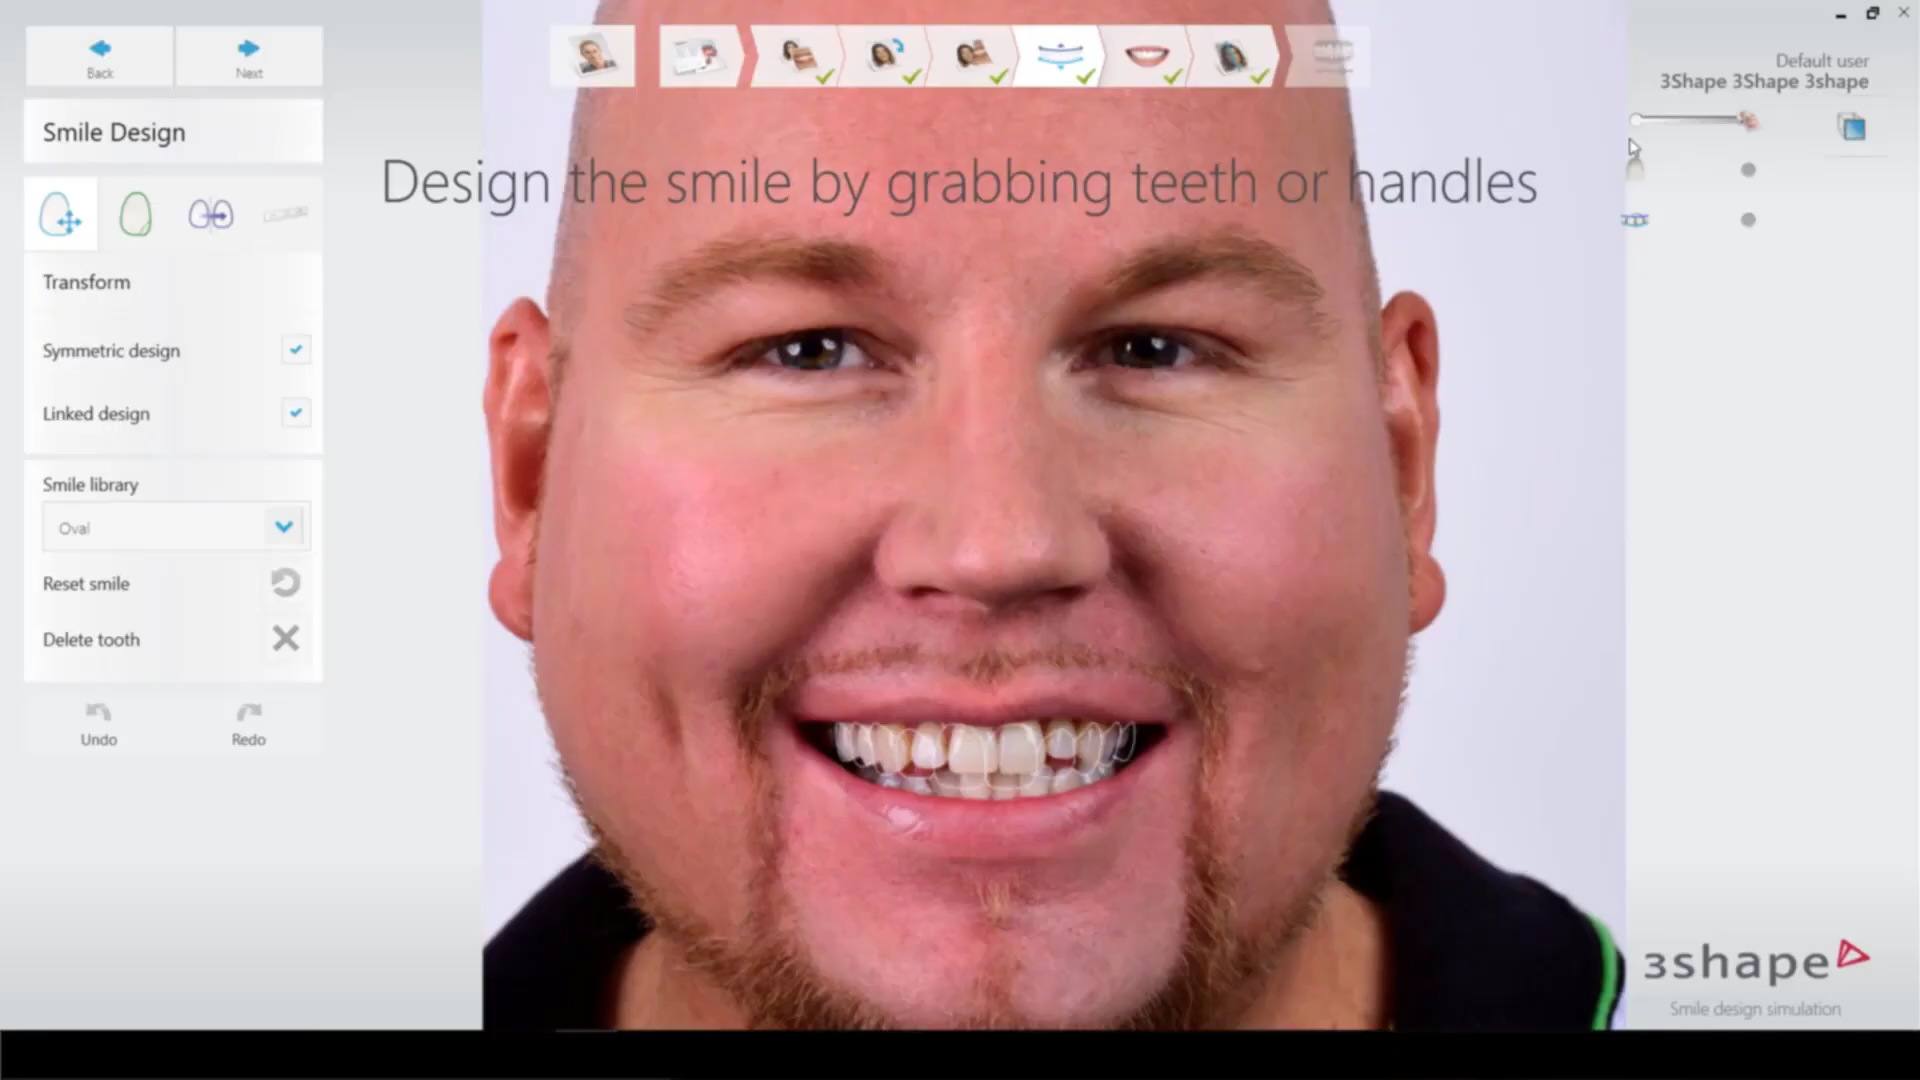 Back
Next
Smile Design
Transform
Symmetric design
Linked design
Smile library
Oval
Reset smile
Delete tooth
Undo
Redo
Design the smile by grabbing teeth or handles
Default user
3Shape 3Shape 3shape
3shape
Smile design simulation